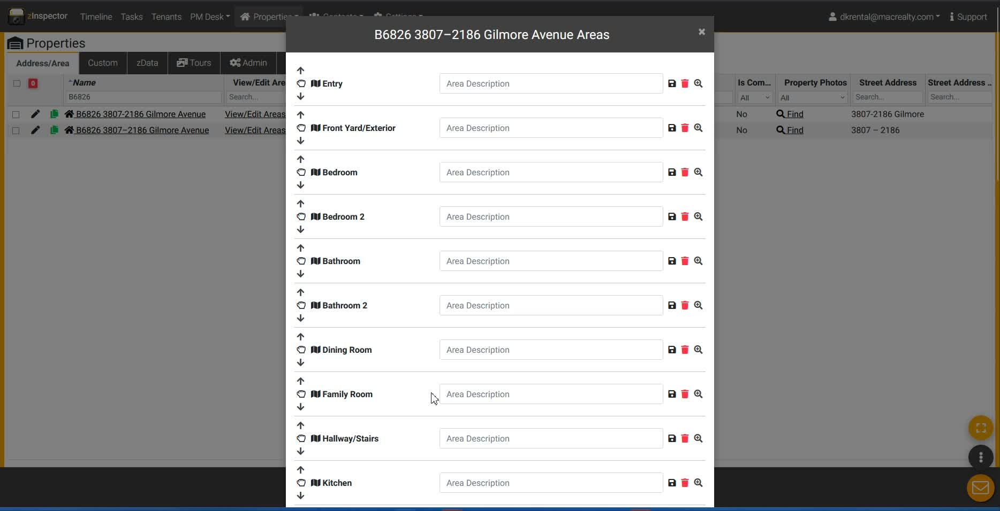 zInspector
Timeline
Tasks
Tenants
PM Desk
Properties
Contacts
Settings
dkrental@macrealty.com
Support
B6826 3807–2186 Gilmore Avenue Areas
×
Properties
Address/Area
Custom
zData
Tours
Admin
0
Name
View/Edit Are
Is Com...
Property Photos
Street Address
Street Address ..
B6826
Search...
All
All
Search...
Search...
B6826 3807-2186 Gilmore Avenue
View/Edit Areas
No
Find
3807-2186 Gilmore
B6826 3807–2186 Gilmore Avenue
View/Edit Areas
No
Find
3807 – 2186
Entry
Area Description
Front Yard/Exterior
Area Description
Bedroom
Area Description
Bedroom 2
Area Description
Bathroom
Area Description
Bathroom 2
Area Description
Dining Room
Area Description
Family Room
Area Description
Hallway/Stairs
Area Description
Kitchen
Area Description